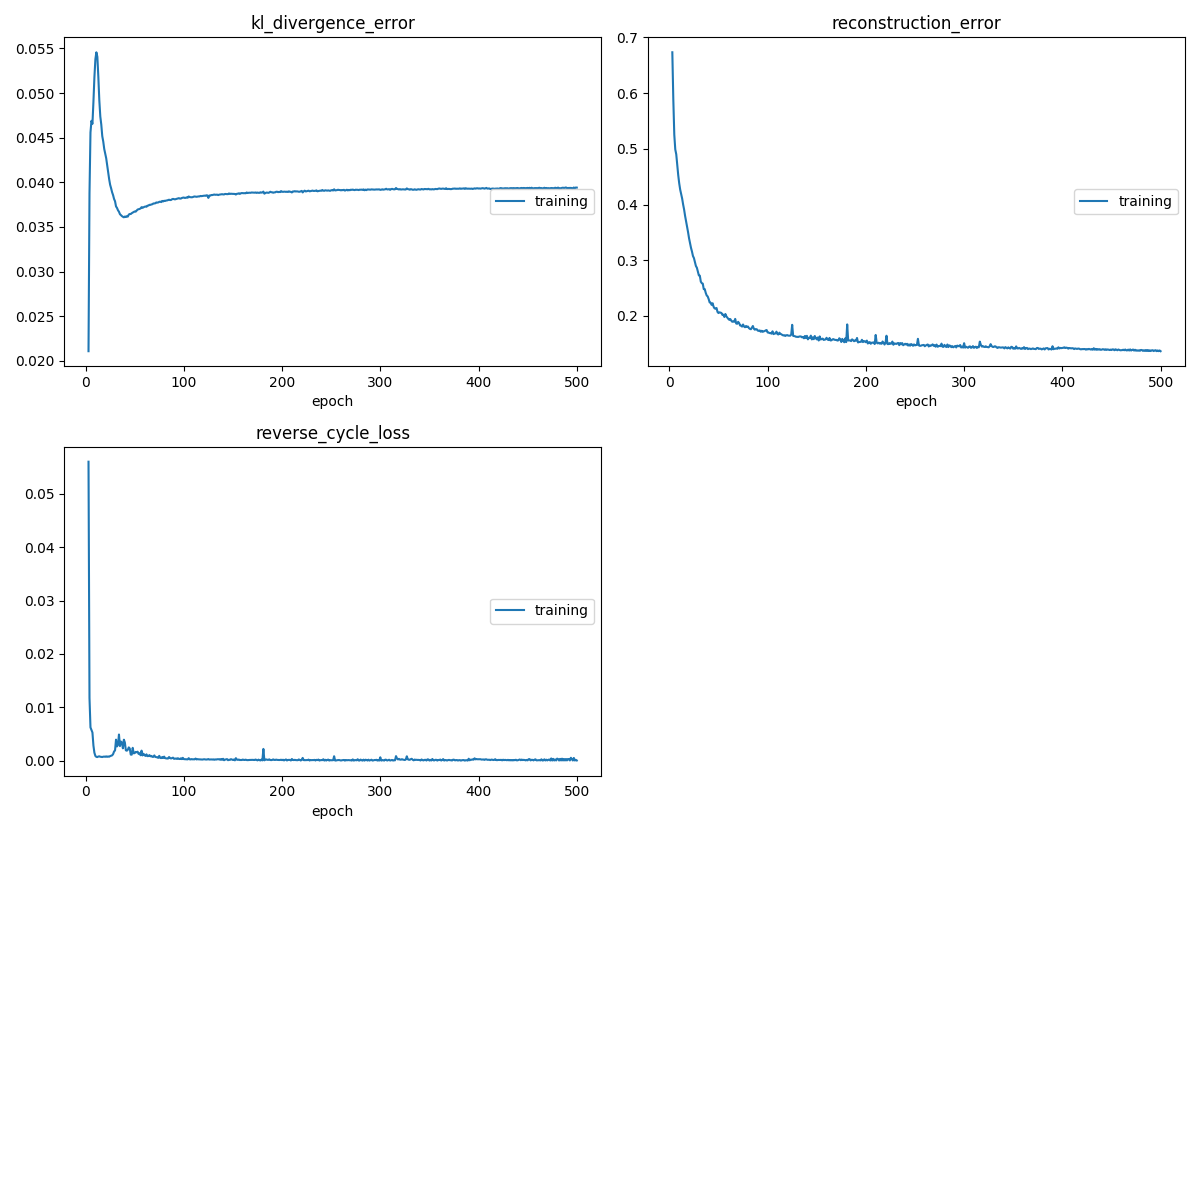 kl_divergence_error
0.055
0.050
0.045
0.040
0.035
0.030
0.025
0.020
training
0 100 200 300 400 500
epoch
reconstruction_error
0.7
0.6
0.5
0.4
0.3
0.2
training
0 100 200 300 400 500
epoch
reverse_cycle_loss
0.05
0.04
0.03
0.02
0.01
0.00
training
0 100 200 300 400 500
epoch